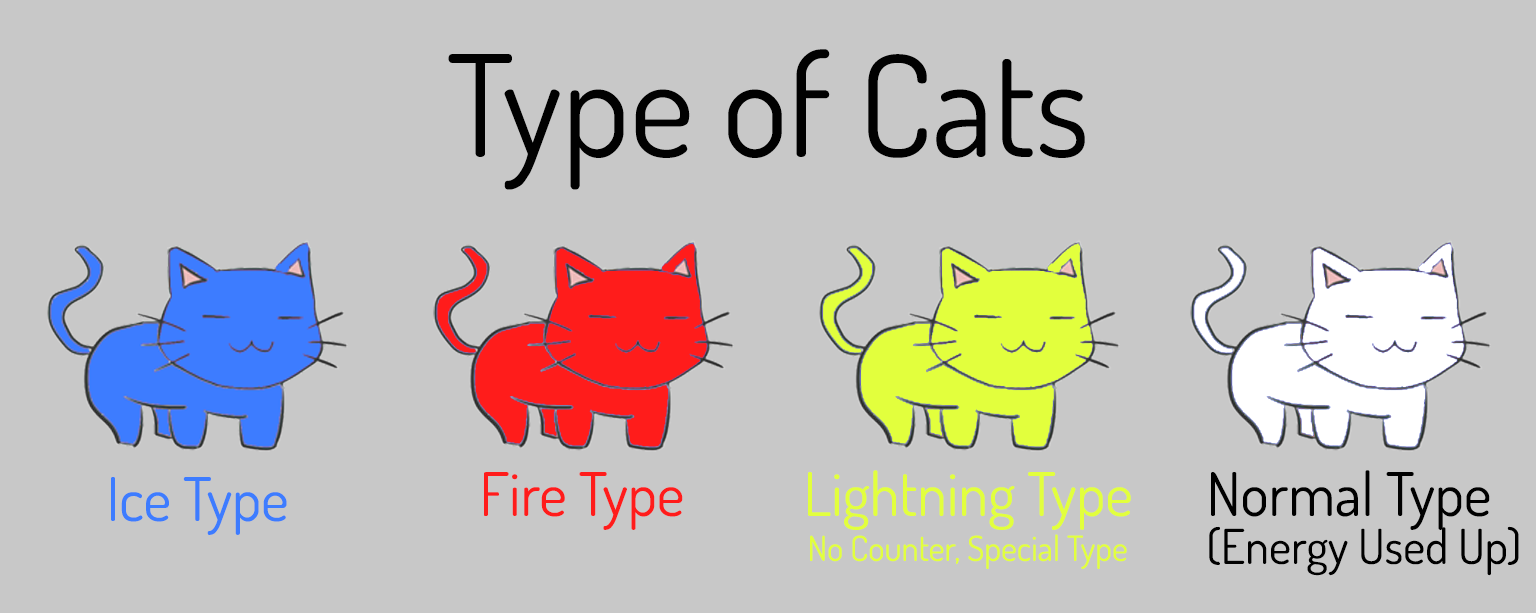 Type of Cats
Ice Type
Fire Type
Lightning Type
No Counter, Special Type
Normal Type
(Energy Used Up)